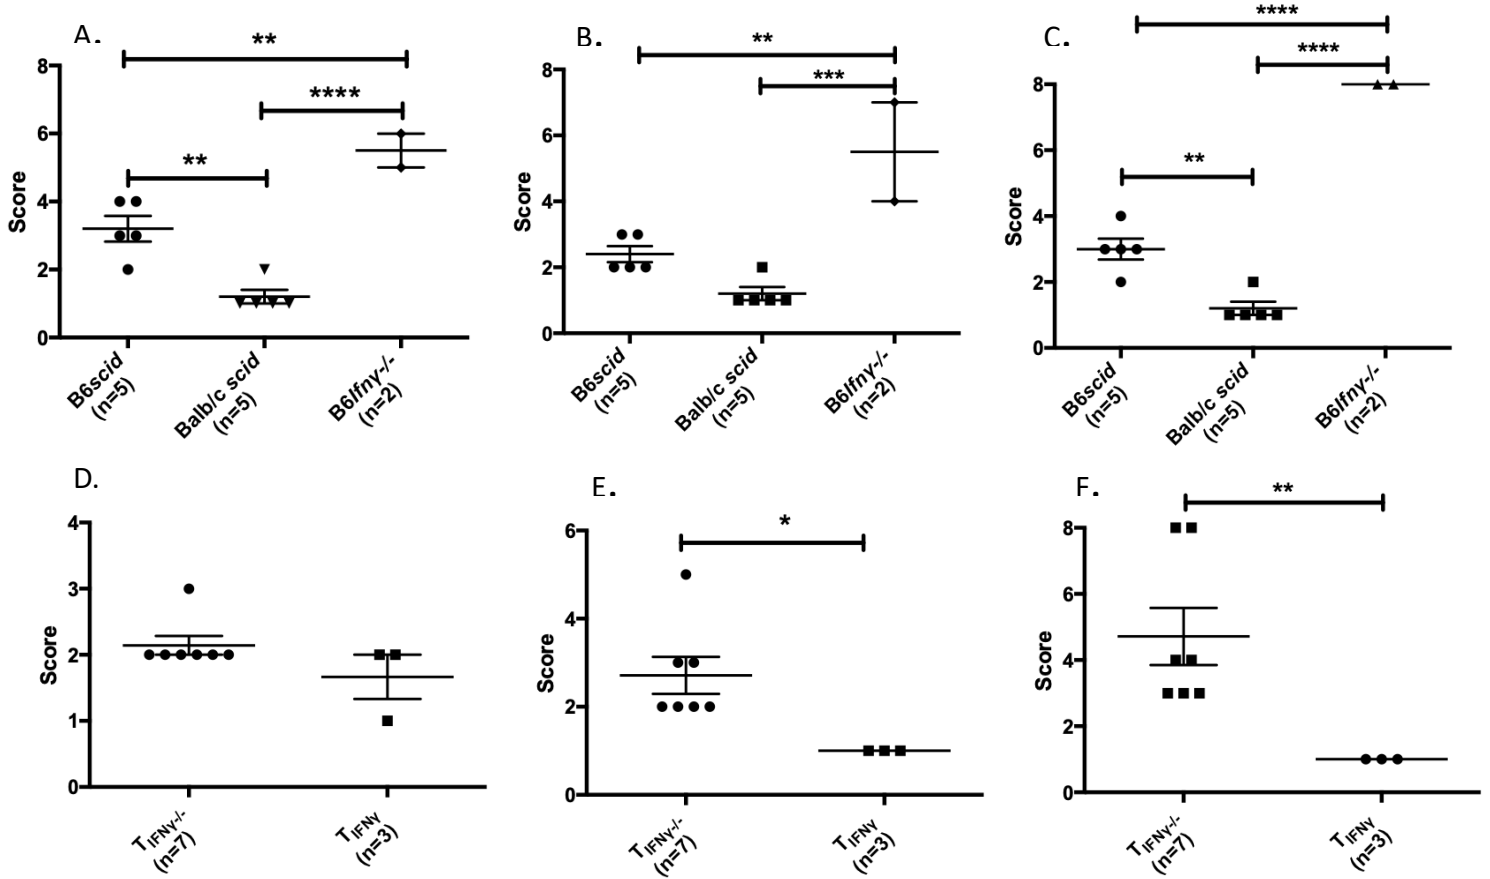 A.
**
****
**
Score
8
6
4
2
0
B6scid
(n=5)
Balb/c scid
(n=5)
B6Ifnγ-/-
(n=2)
B.
**
***
Score
8
6
4
2
0
B6scid
(n=5)
Balb/c scid
(n=5)
B6Ifnγ-/-
(n=2)
C.
****
****
**
Score
8
6
4
2
0
B6scid
(n=5)
Balb/c scid
(n=5)
B6Ifnγ-/-
(n=2)
D.
Score
4
3
2
1
0
TIFNγ-/-
(n=7)
TIFNγ
(n=3)
E.
*
Score
6
4
2
0
TIFNγ-/-
(n=7)
TIFNγ
(n=3)
F.
**
Score
8
6
4
2
0
TIFNγ-/-
(n=7)
TIFNγ
(n=3)